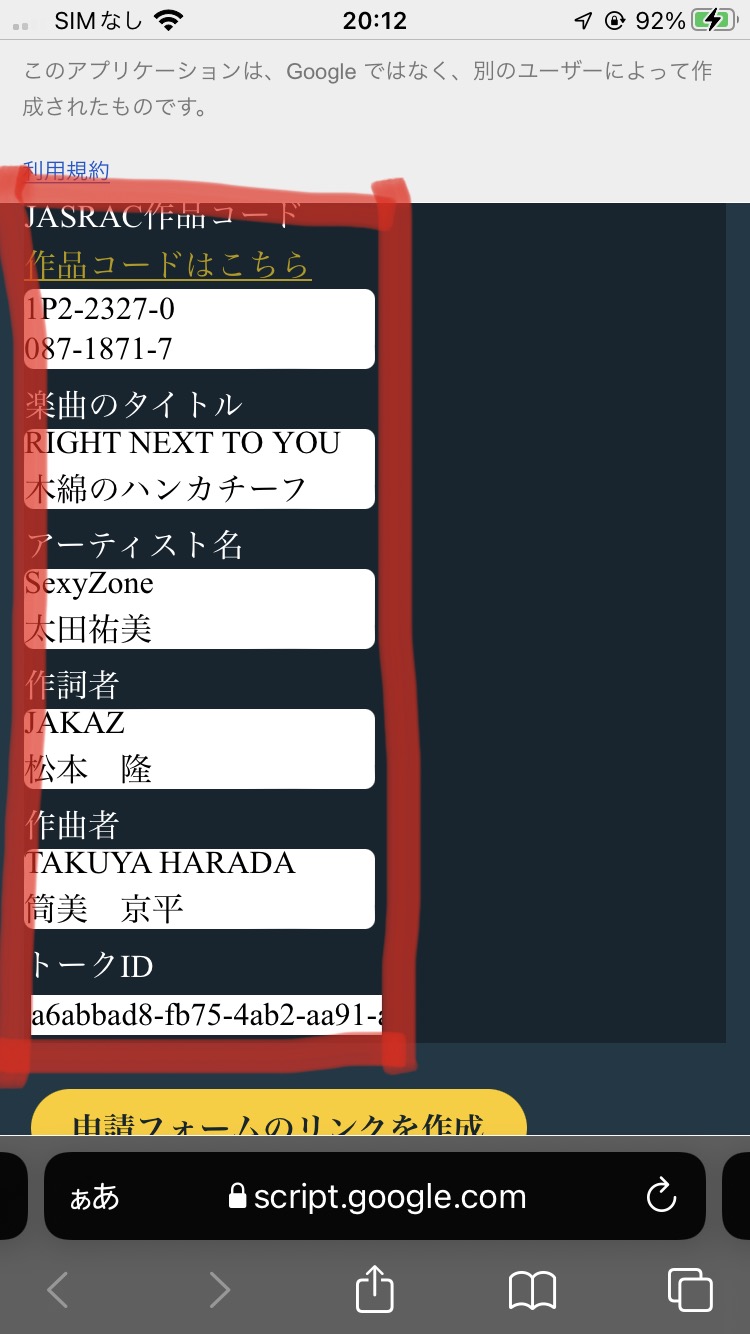 SIMなし 20:12 92%
このアプリケーションは、Google ではなく、別のユーザーによって作
成されたものです。
利用規約
JASRAC作品コード
作品コードはこちら
1P2-2327-0
087-1871-7
楽曲のタイトル
RIGHT NEXT TO YOU
木綿のハンカチーフ
アーティスト名
SexyZone
太田祐美
作詞者
JAKAZ
松本　隆
作曲者
TAKUYA HARADA
筒美　京平
トークID
a6abbad8-fb75-4ab2-aa91-
申請フォームのリンクを作成
ぁあ script.google.com